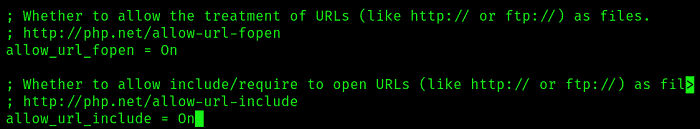 ; Whether to allow the treatment of URLs (like http:// or ftp://) as files.
; http://php.net/allow-url-fopen
allow_url_fopen = On
; Whether to allow include/require to open URLs (like http:// or ftp://) as fil>
; http://php.net/allow-url-include
allow_url_include = On